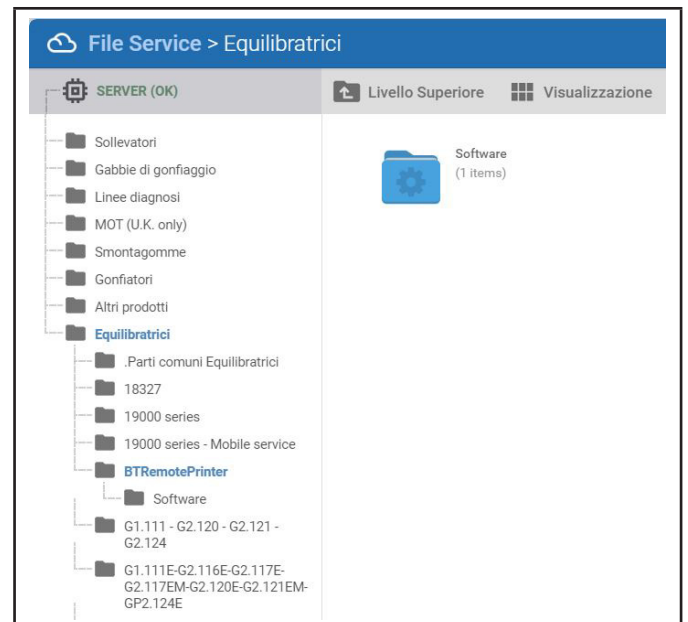 File Service > Equilibratrici
SERVER (OK)
Livello Superiore
Visualizzazione
Sollevatori
Gabbie di gonfiaggio
Linee diagnosi
MOT (U.K. only)
Smontagomme
Gonfiatori
Altri prodotti
Equilibratrici
.Parti comuni Equilibratrici
18327
19000 series
19000 series - Mobile service
BTRemotePrinter
Software
G1.111 - G2.120 - G2.121 -
G2.124
G1.111E-G2.116E-G2.117E-
G2.117EM-G2.120E-G2.121EM-
GP2.124E
Software
(1 items)